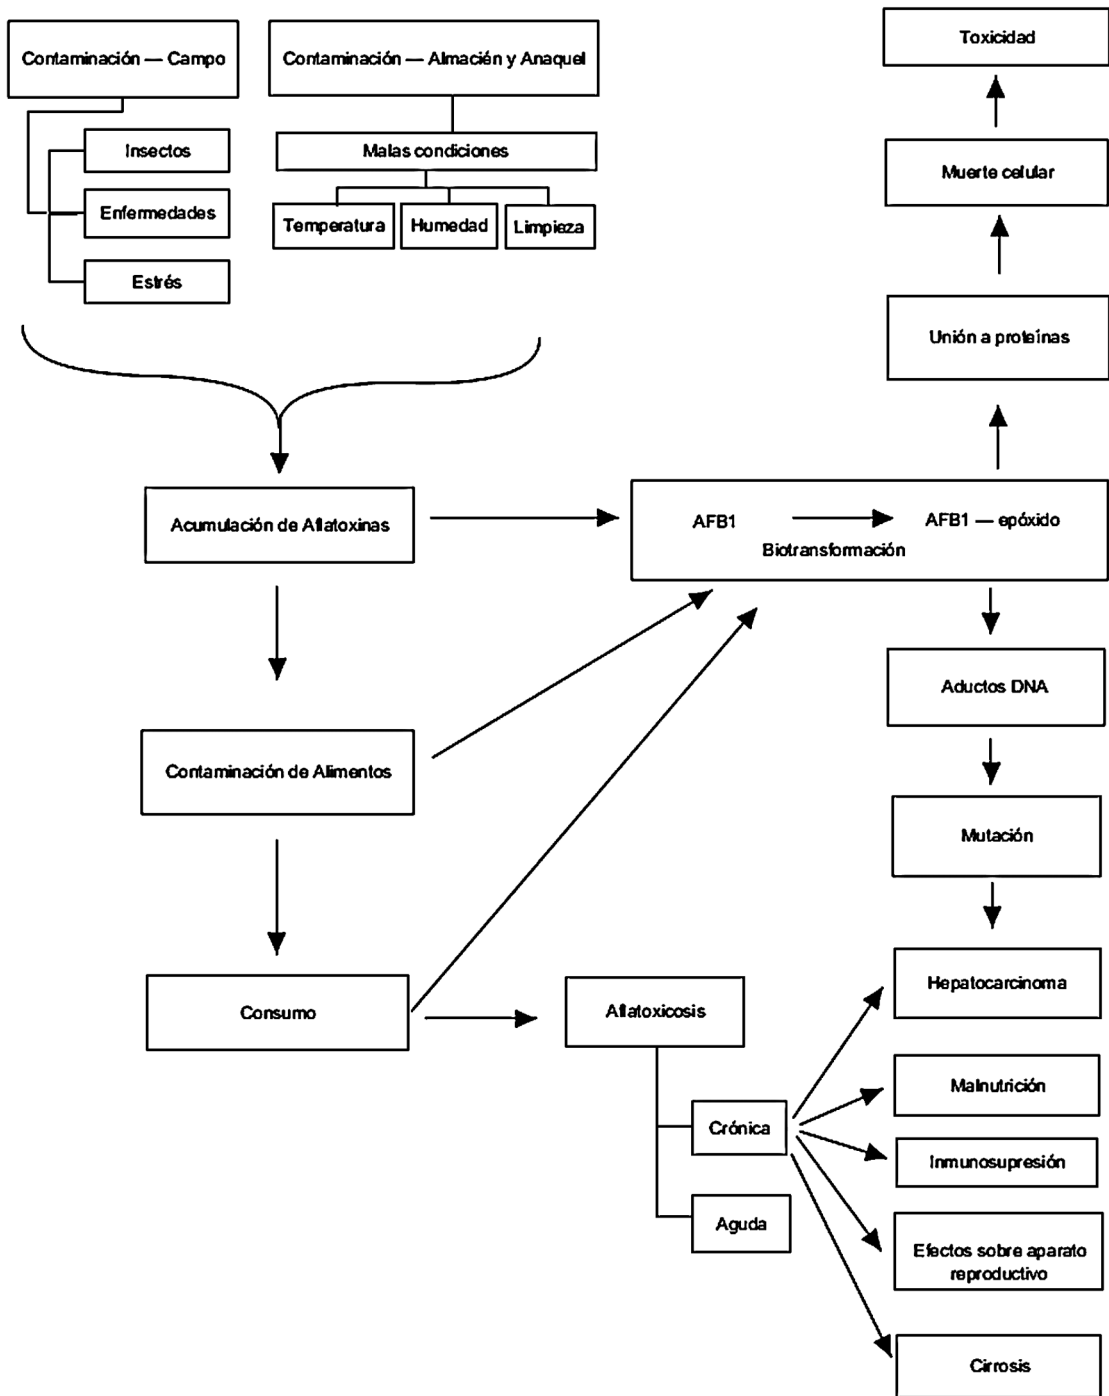 Contaminación — Campo
Contaminación — Almacién y Anaquel
Insectos
Enfermedades
Estrés
Malas condiciones
Temperatura
Humedad
Limpieza
Acumulación de Aflatoxinas
Contaminación de Alimentos
Consumo
Aflatoxicosis
Crónica
Aguda
Toxicidad
Muerte celular
Unión a proteínas
AFB1
AFB1 — epóxido
Biotransformación
Aductos DNA
Mutación
Hepatocarcinoma
Malnutrición
Inmunosupresión
Efectos sobre aparato
reproductivo
Cirrosis